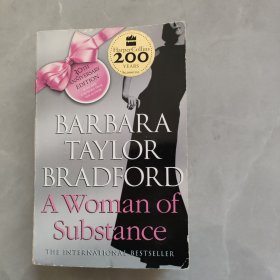 30TH
ANNIVERSARY
EDITION
HarperCollins
200
YEARS
BARBARA
TAYLOR
BRADFORD
A Woman of
Substance
THE INTERNATIONAL BESTSELLER